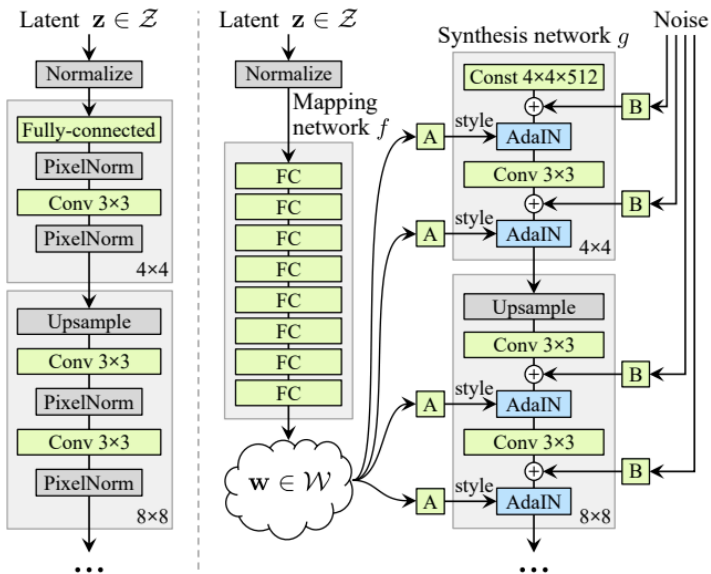 Latent z ∈ Z
Normalize
Fully-connected
PixelNorm
Conv 3×3
PixelNorm
4×4
Upsample
Conv 3×3
PixelNorm
Conv 3×3
PixelNorm
8×8
...
Latent z ∈ Z
Normalize
Mapping
network f
FC
FC
FC
FC
FC
FC
FC
FC
w ∈ W
A
style
A
style
A
style
A
style
Synthesis network g
Noise
Const 4×4×512
+
B
AdaIN
Conv 3×3
+
B
AdaIN
4×4
Upsample
Conv 3×3
+
B
AdaIN
Conv 3×3
+
B
AdaIN
8×8
...